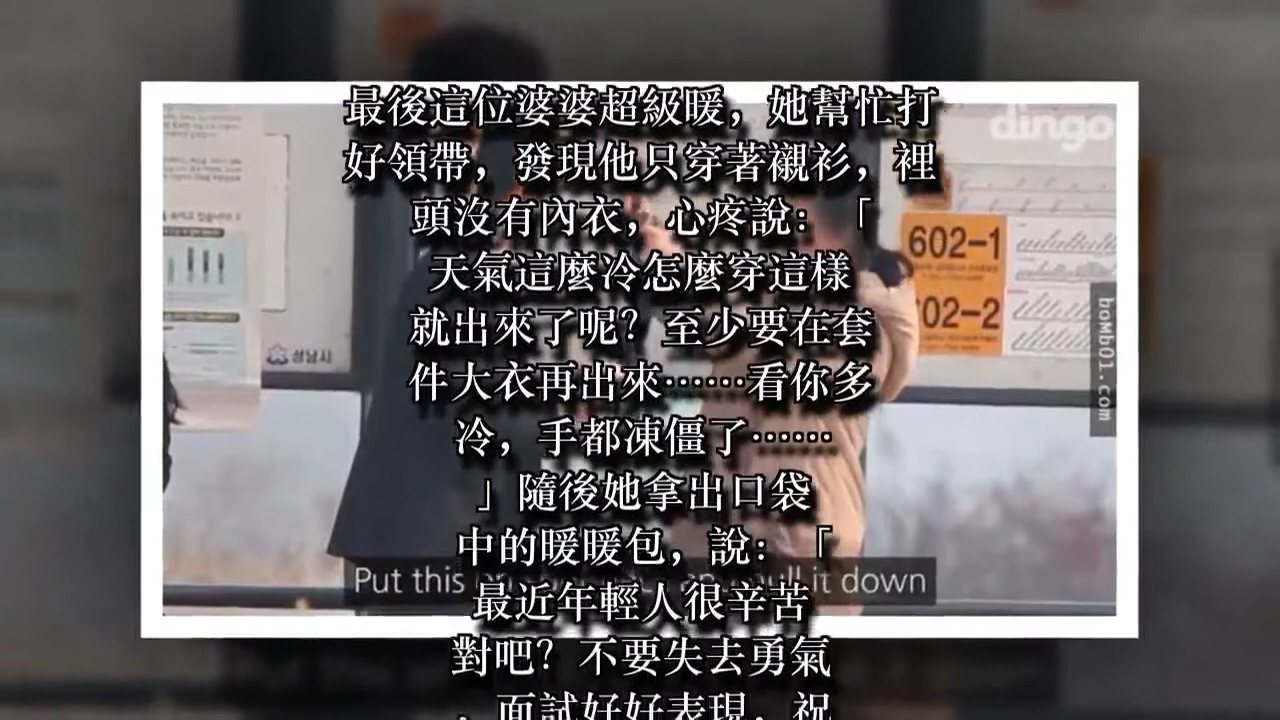 最後這位婆婆超級暖，她幫忙打
好領帶，發現他只穿著襯衫，裡
頭沒有內衣，心疼說：「
天氣這麼冷怎麼穿這樣
就出來了呢？至少要在套
件大衣再出來……看你多
冷，手都凍僵了……
」隨後她拿出口袋
中的暖暖包，說：「
最近年輕人很辛苦
對吧？不要失去勇氣
，面試好好表現，祝
dingo
602-1
602-2
성남시
boMb01.com
Put this
it down